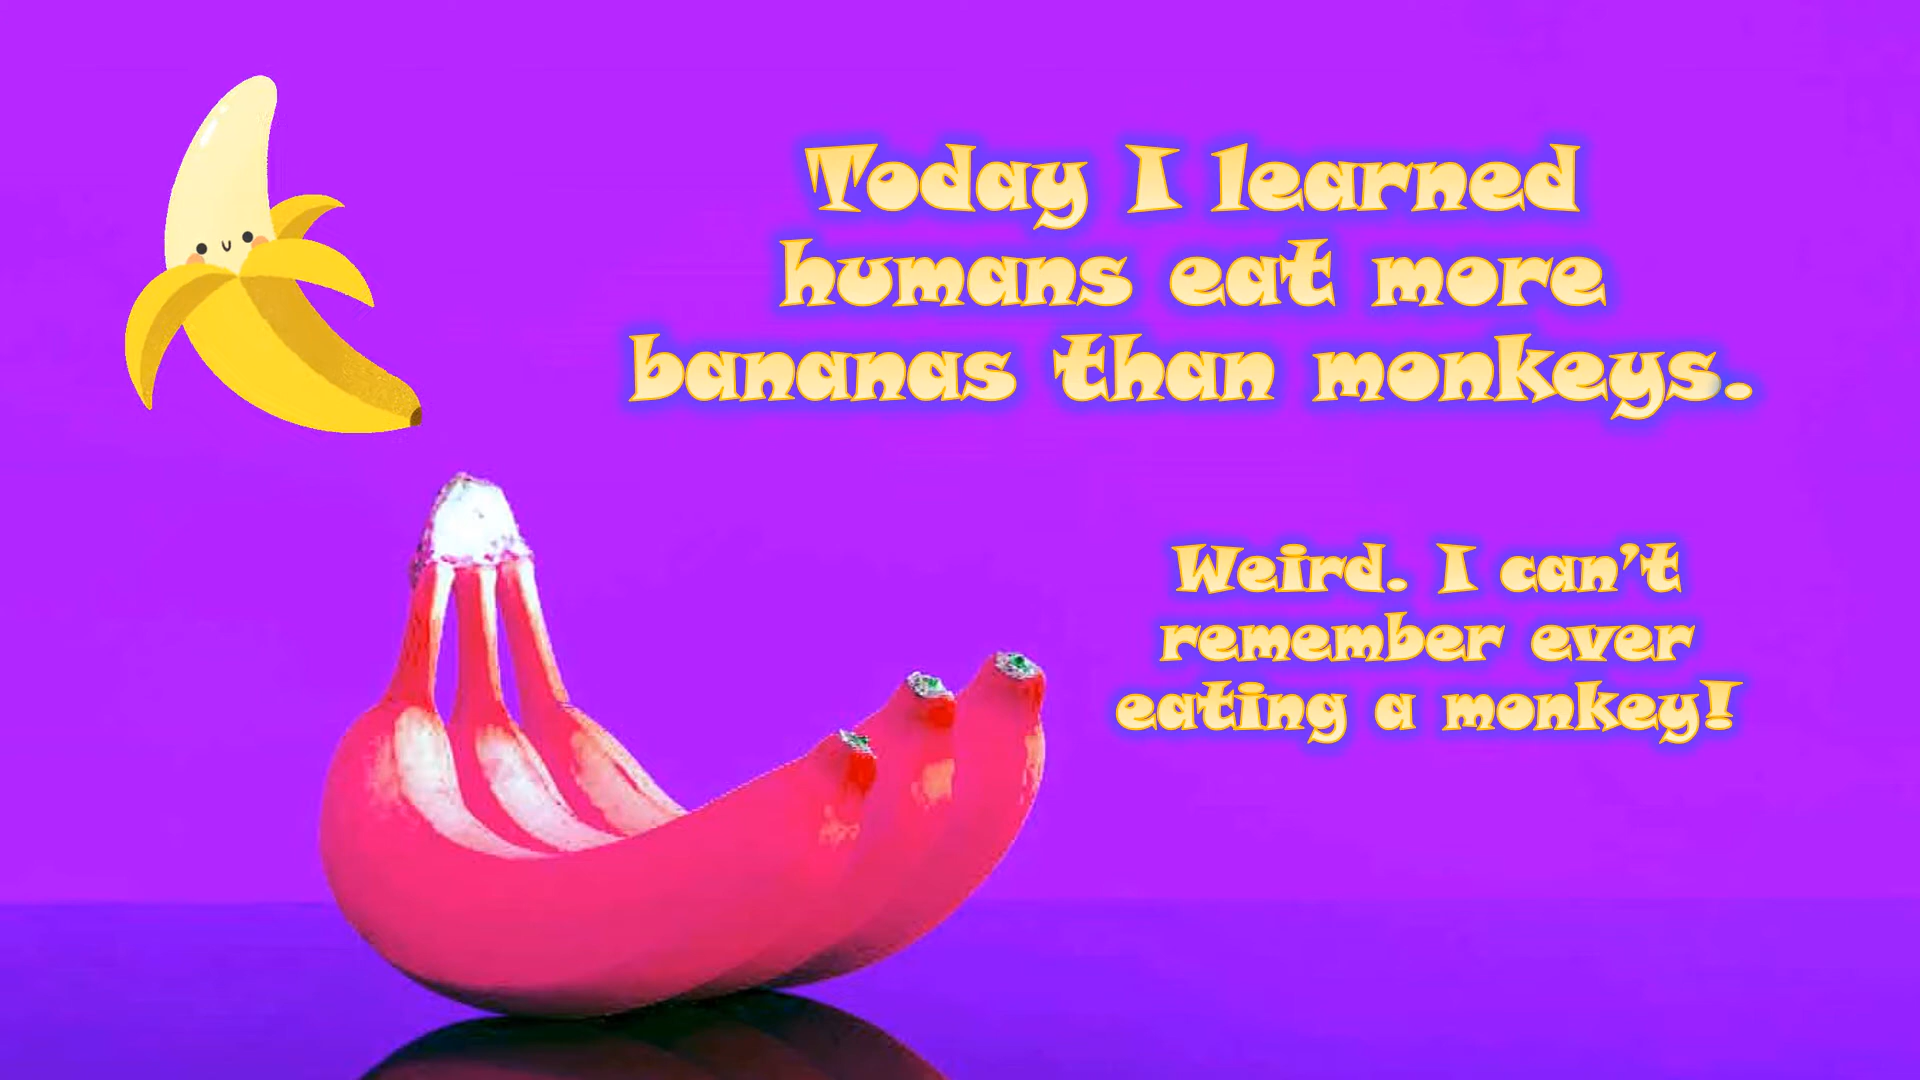 Today I learned
humans eat more
bananas than monkeys.
Weird. I can’t
remember ever
eating a monkey!